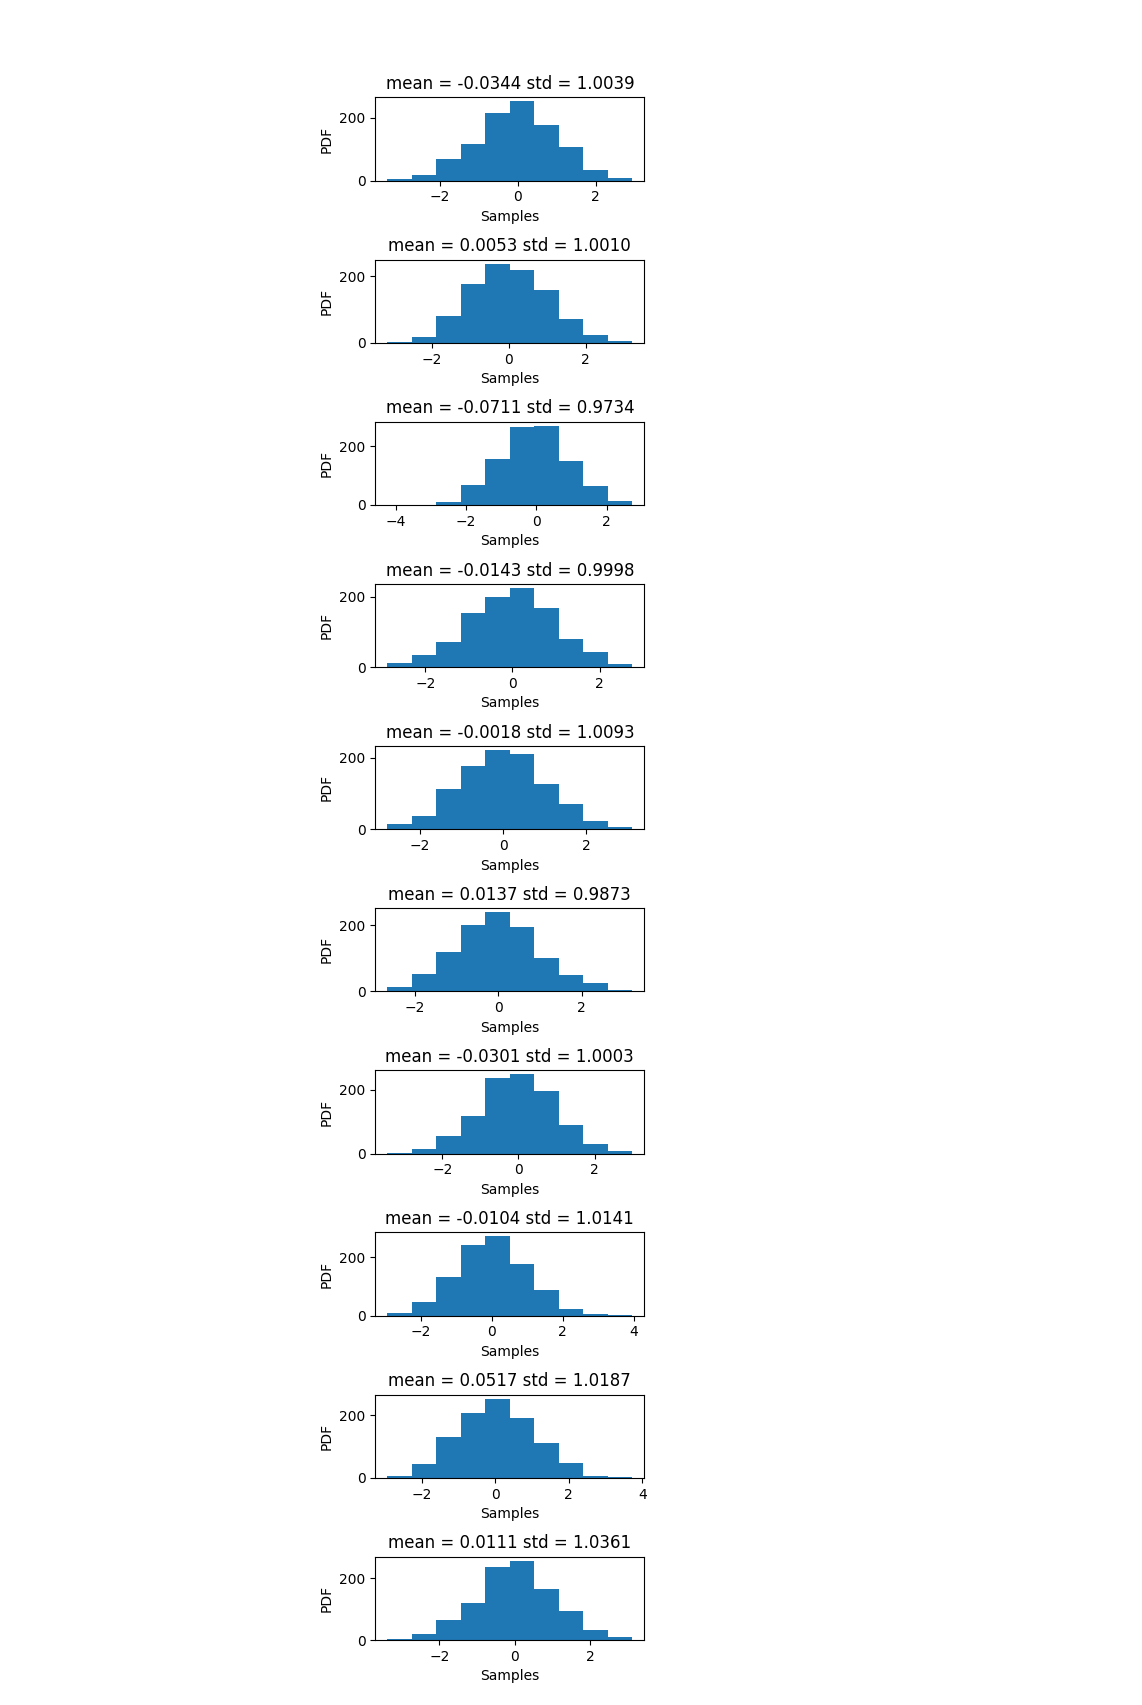 mean = -0.0344 std = 1.0039
PDF
200
0
−2 0 2
Samples
mean = 0.0053 std = 1.0010
PDF
200
0
−2 0 2
Samples
mean = -0.0711 std = 0.9734
PDF
200
0
−4 −2 0 2
Samples
mean = -0.0143 std = 0.9998
PDF
200
0
−2 0 2
Samples
mean = -0.0018 std = 1.0093
PDF
200
0
−2 0 2
Samples
mean = 0.0137 std = 0.9873
PDF
200
0
−2 0 2
Samples
mean = -0.0301 std = 1.0003
PDF
200
0
−2 0 2
Samples
mean = -0.0104 std = 1.0141
PDF
200
0
−2 0 2 4
Samples
mean = 0.0517 std = 1.0187
PDF
200
0
−2 0 2 4
Samples
mean = 0.0111 std = 1.0361
PDF
200
0
−2 0 2
Samples